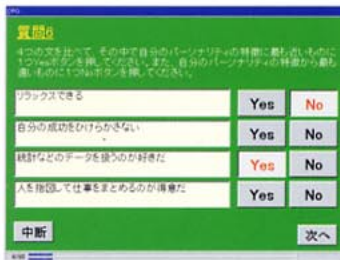 質問6
4つの文を比べて、その中で自分のパーソナリティの特徴に最も近いものに
1つYesボタンを押してください。また、自分のパーソナリティの特徴から最も
遠いものに1つNoボタンを押してください。
リラックスできる Yes No
自分の成功をひけらかさない Yes No
統計などのデータを扱うのが好きだ Yes No
人を指図して仕事をまとめるのが得意だ Yes No
中断 次へ